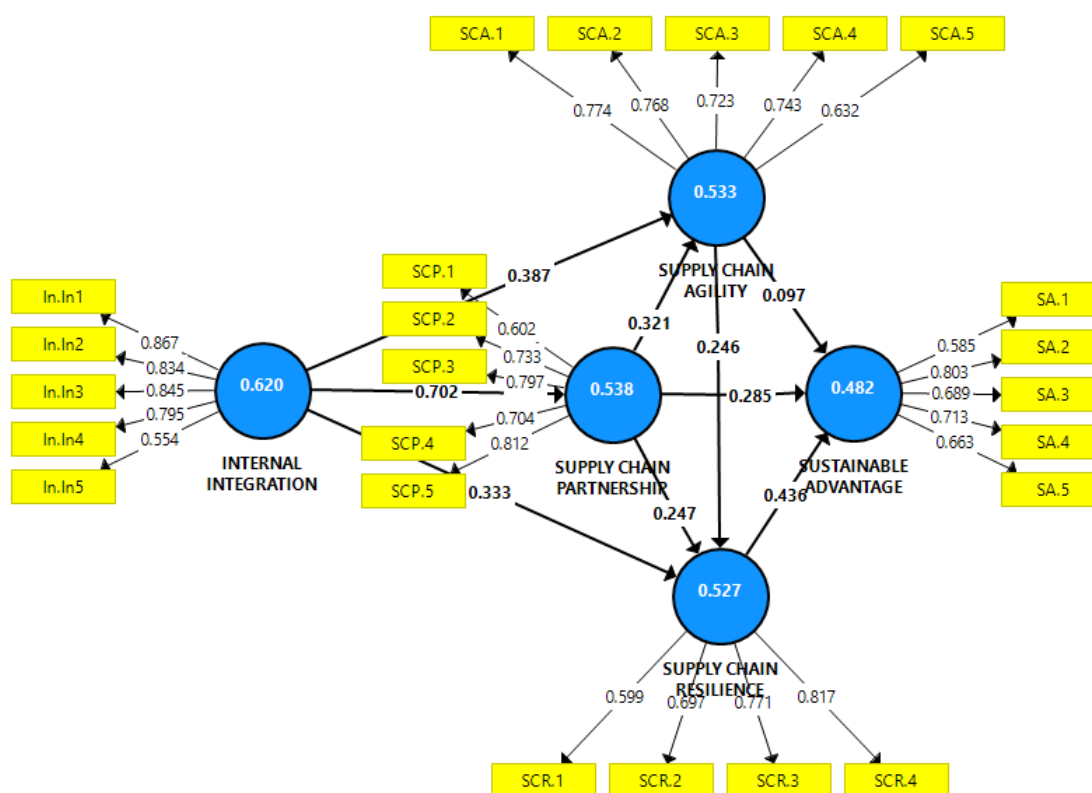 SCA.1
SCA.2
SCA.3
SCA.4
SCA.5
0.774
0.768
0.723
0.743
0.632
0.533
SUPPLY CHAIN
AGILITY
In.In1
In.In2
In.In3
In.In4
In.In5
0.867
0.834
0.845
0.795
0.554
0.620
INTERNAL
INTEGRATION
0.387
0.702
0.333
SCP.1
SCP.2
SCP.3
SCP.4
SCP.5
0.602
0.733
0.797
0.704
0.812
0.538
SUPPLY CHAIN
PARTNERSHIP
0.321
0.246
0.097
0.285
0.247
0.436
0.482
SUSTAINABLE
ADVANTAGE
0.585
0.803
0.689
0.713
0.663
SA.1
SA.2
SA.3
SA.4
SA.5
0.527
SUPPLY CHAIN
RESILIENCE
0.599
0.697
0.771
0.817
SCR.1
SCR.2
SCR.3
SCR.4